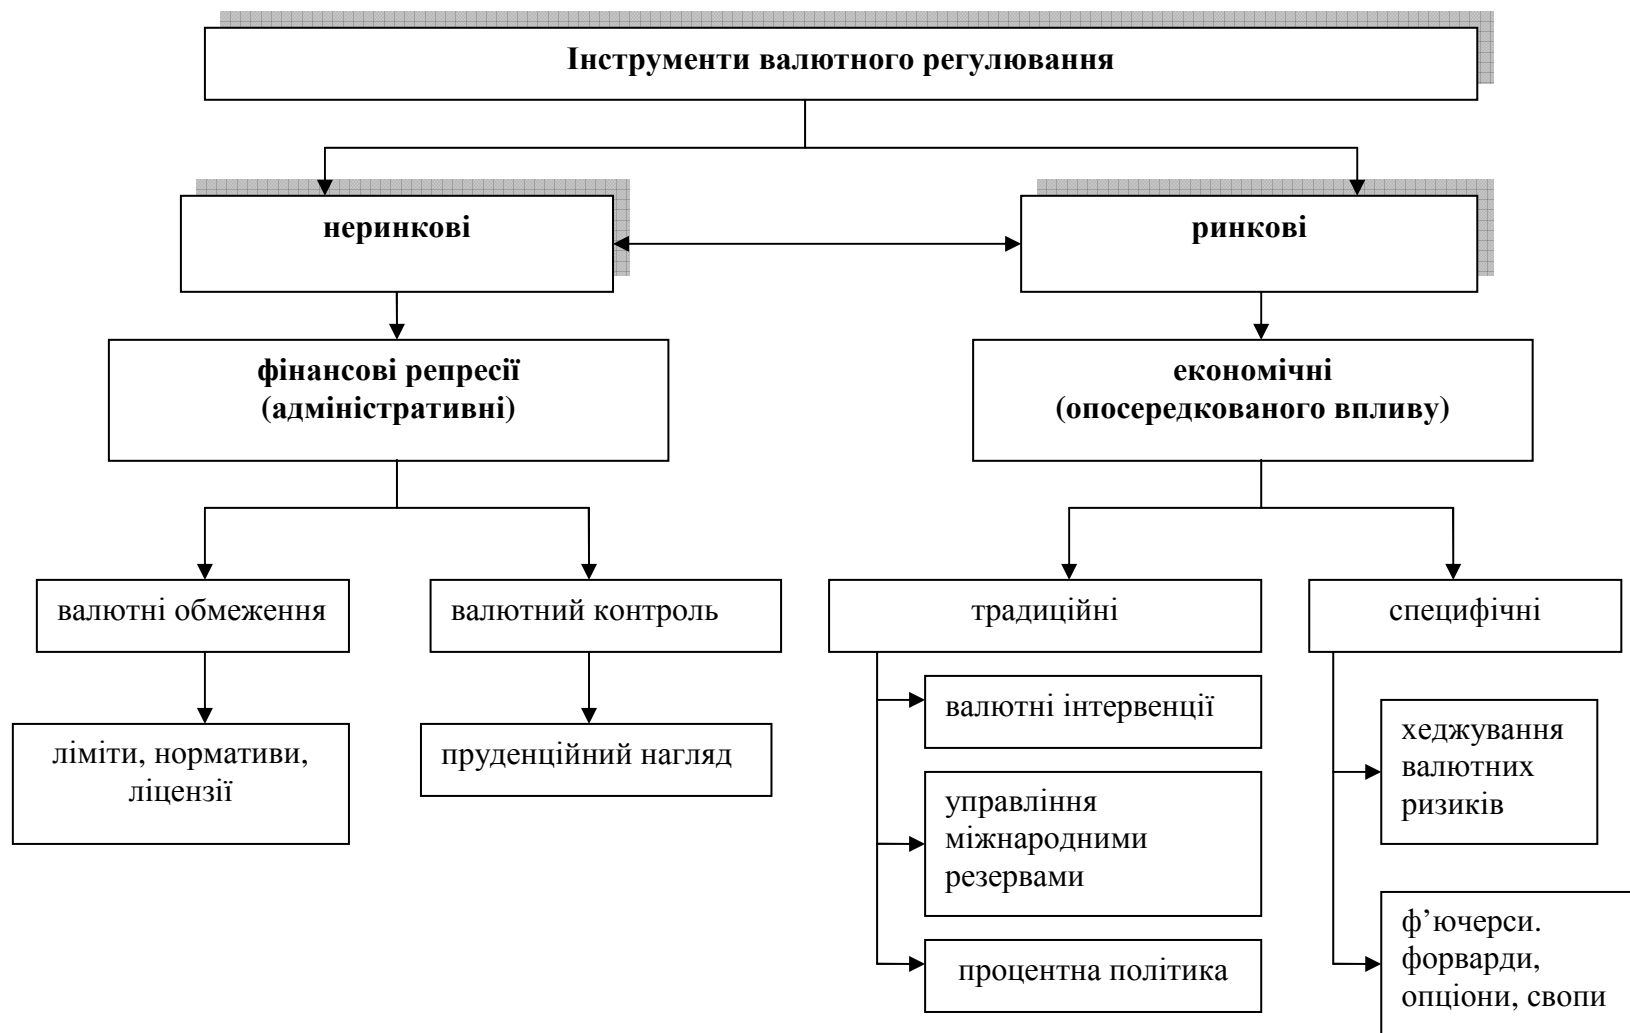 Інструменти валютного регулювання
неринкові
ринкові
фінансові репресії
(адміністративні)
економічні
(опосередкованого впливу)
валютні обмеження
валютний контроль
традиційні
специфічні
ліміти, нормативи,
ліцензії
пруденційний нагляд
валютні інтервенції
управління
міжнародними
резервами
процентна політика
хеджування
валютних
ризиків
ф’ючерси.
форварди,
опціони, свопи